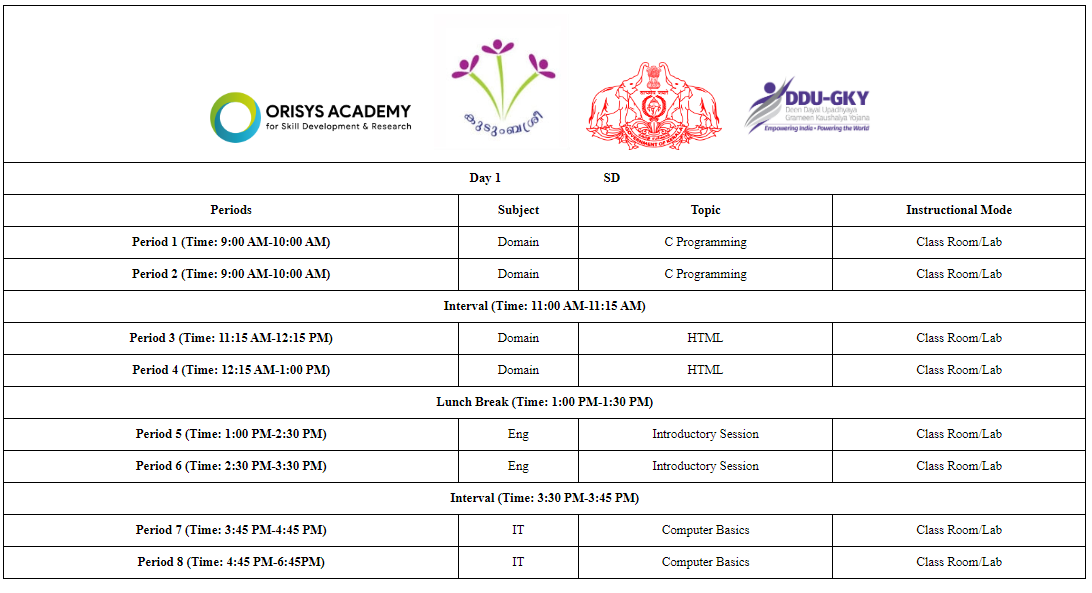 ORISYS ACADEMY
for Skill Development & Research
കുടുംബശ്രീ
DDU-GKY
Deen Dayal Upadhyaya
Grameen Kaushalya Yojana
Empowering India - Powering the World
Day 1 SD
Periods Subject Topic Instructional Mode
Period 1 (Time: 9:00 AM-10:00 AM) Domain C Programming Class Room/Lab
Period 2 (Time: 9:00 AM-10:00 AM) Domain C Programming Class Room/Lab
Interval (Time: 11:00 AM-11:15 AM)
Period 3 (Time: 11:15 AM-12:15 PM) Domain HTML Class Room/Lab
Period 4 (Time: 12:15 AM-1:00 PM) Domain HTML Class Room/Lab
Lunch Break (Time: 1:00 PM-1:30 PM)
Period 5 (Time: 1:00 PM-2:30 PM) Eng Introductory Session Class Room/Lab
Period 6 (Time: 2:30 PM-3:30 PM) Eng Introductory Session Class Room/Lab
Interval (Time: 3:30 PM-3:45 PM)
Period 7 (Time: 3:45 PM-4:45 PM) IT Computer Basics Class Room/Lab
Period 8 (Time: 4:45 PM-6:45PM) IT Computer Basics Class Room/Lab